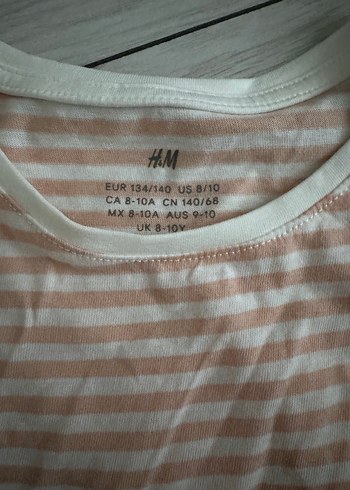 H&M
EUR 134/140 US 8/10
CA 8-10A CN 140/68
MX 8-10A AUS 9-10
UK 8-10Y